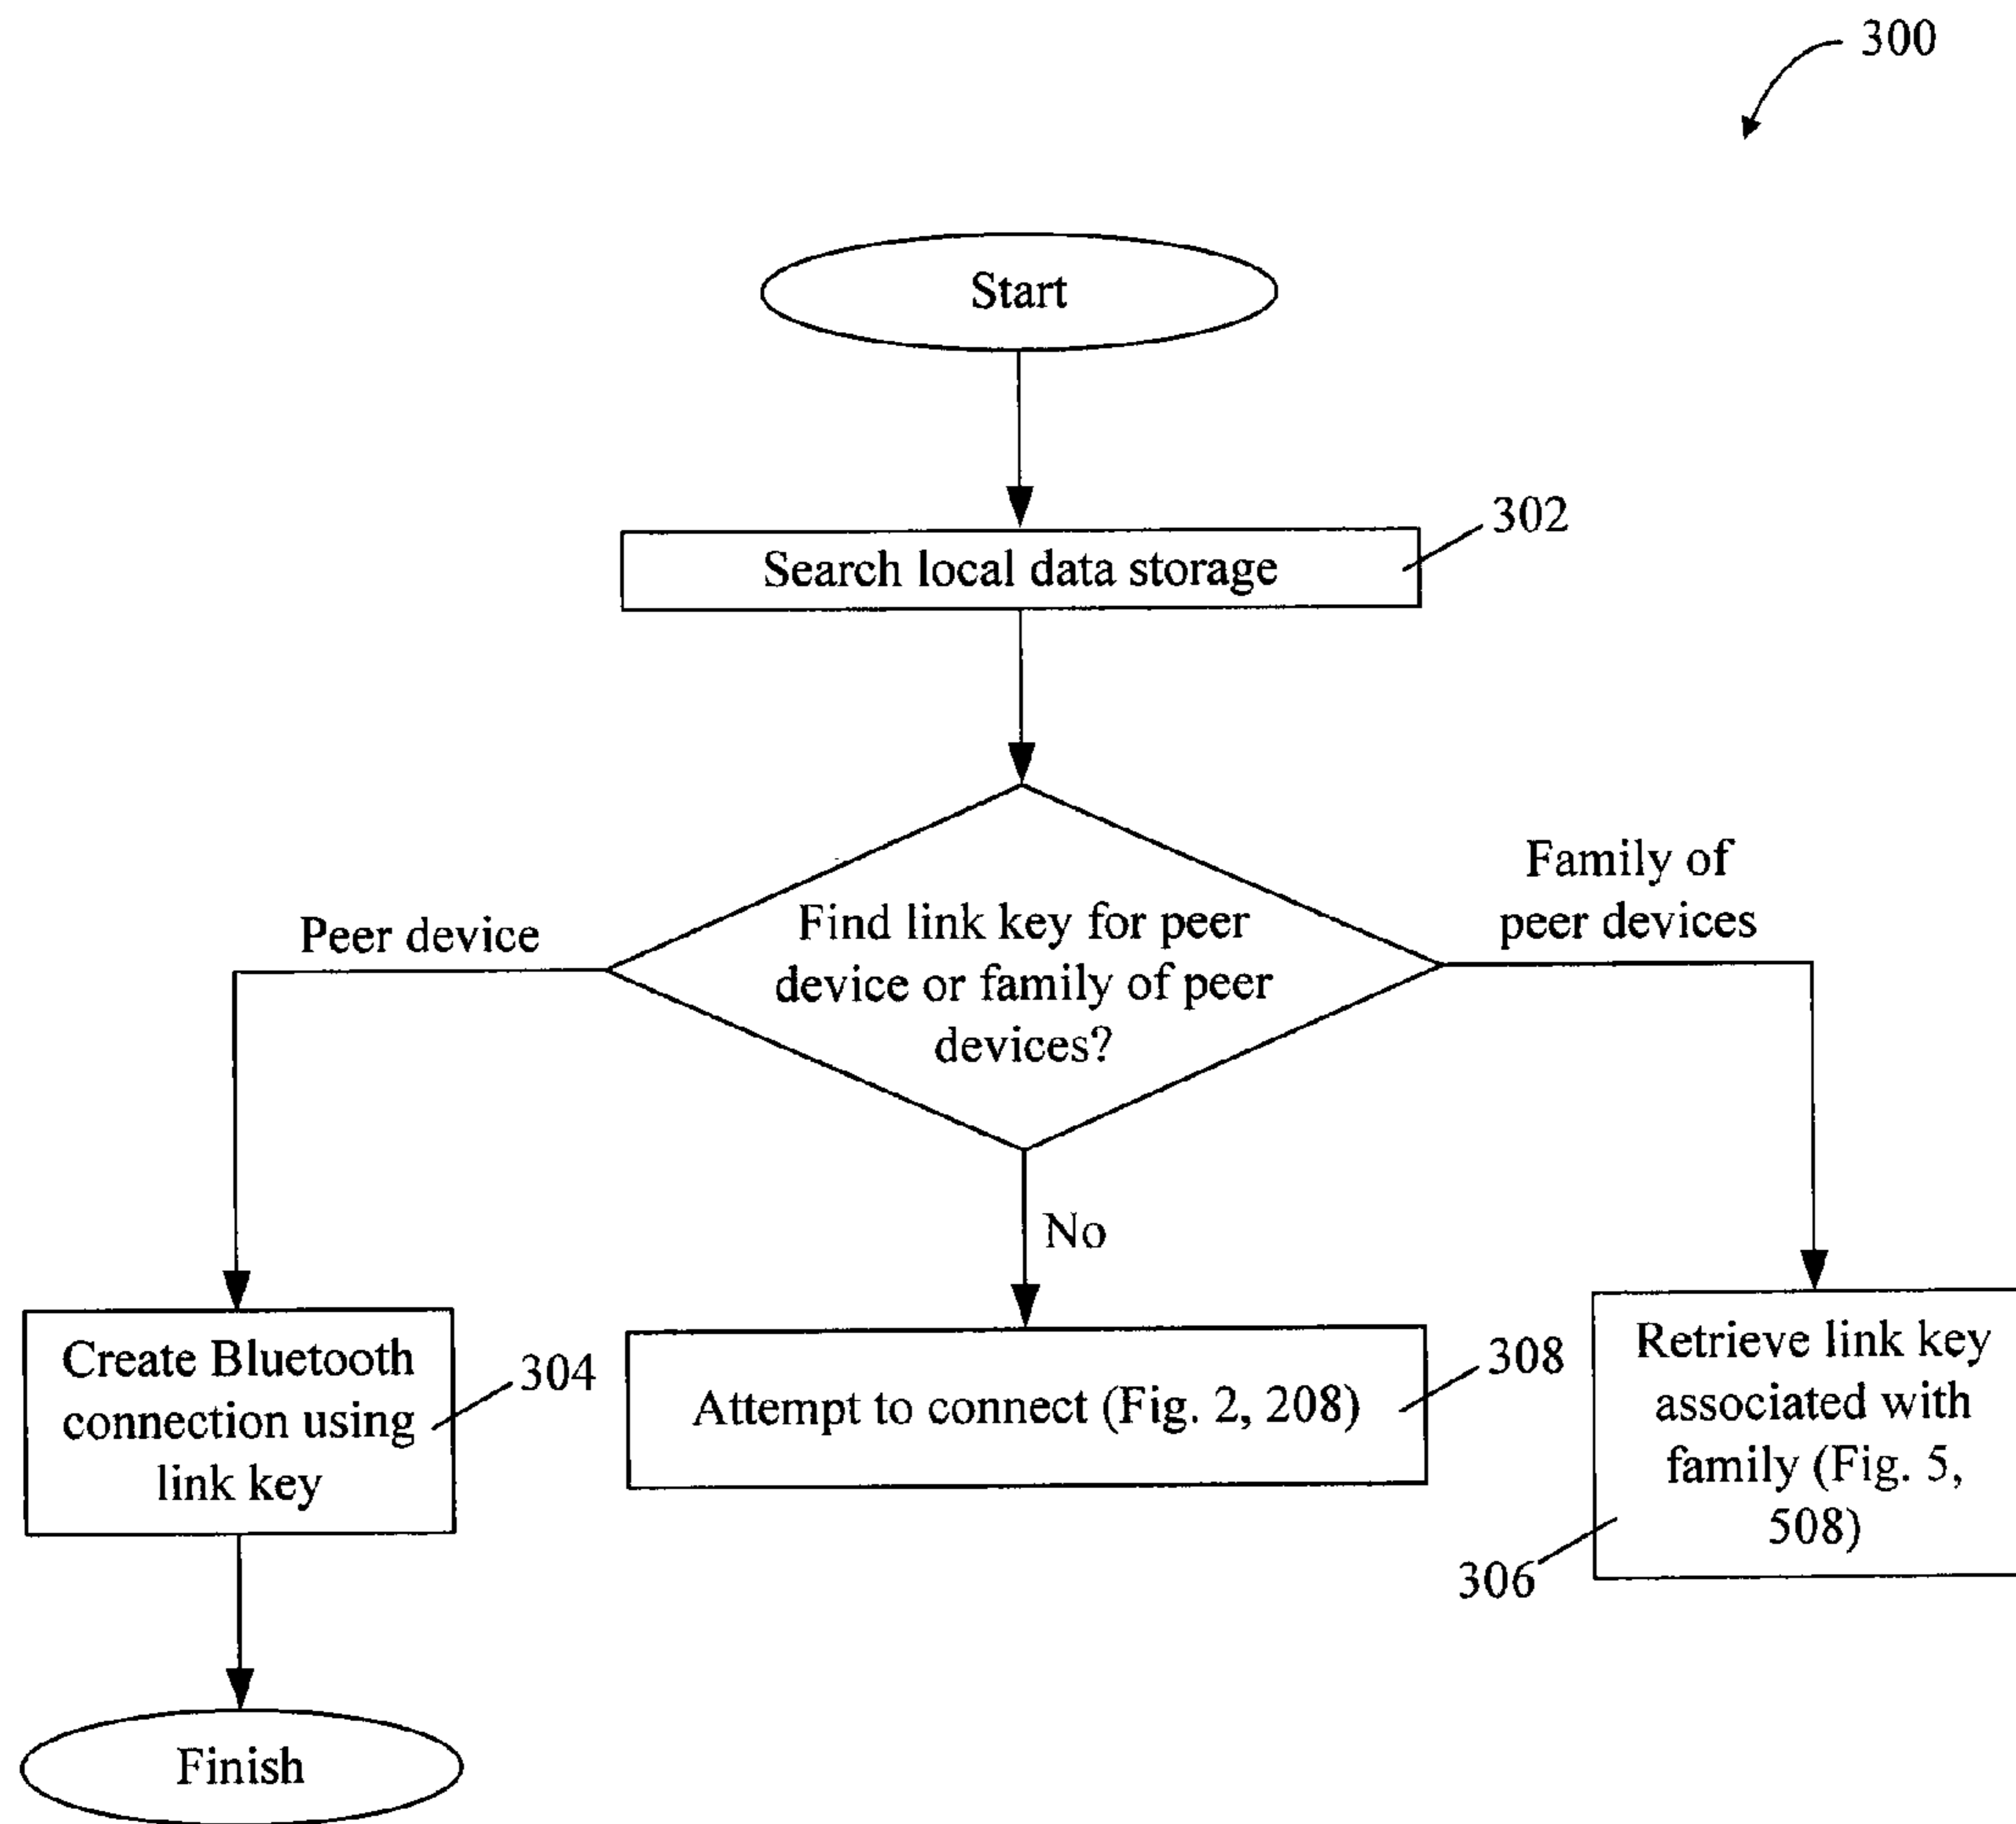 300
Start
302
Search local data storage
Family of
peer devices
Peer device
Find link key for peer
device or family of peer
devices?
No
Create Bluetooth
connection using
link key
304
Attempt to connect (Fig. 2, 208)
308
Retrieve link key
associated with
family (Fig. 5,
508)
306
Finish